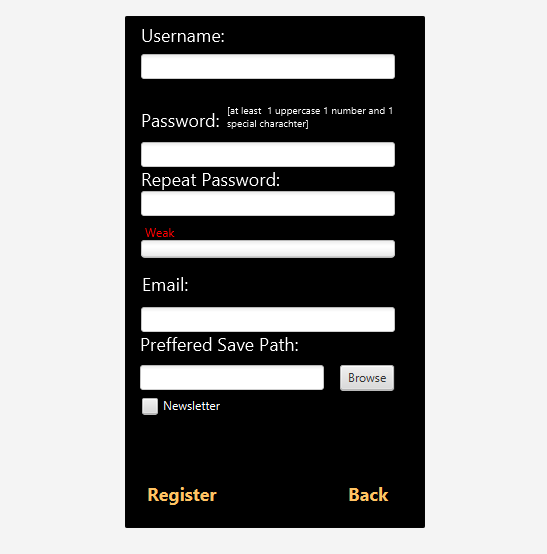 Username:
[at least  1 uppercase 1 number and 1
special charachter]
Password:
Repeat Password:
Weak
Email:
Preffered Save Path:
Browse
Newsletter
Register
Back